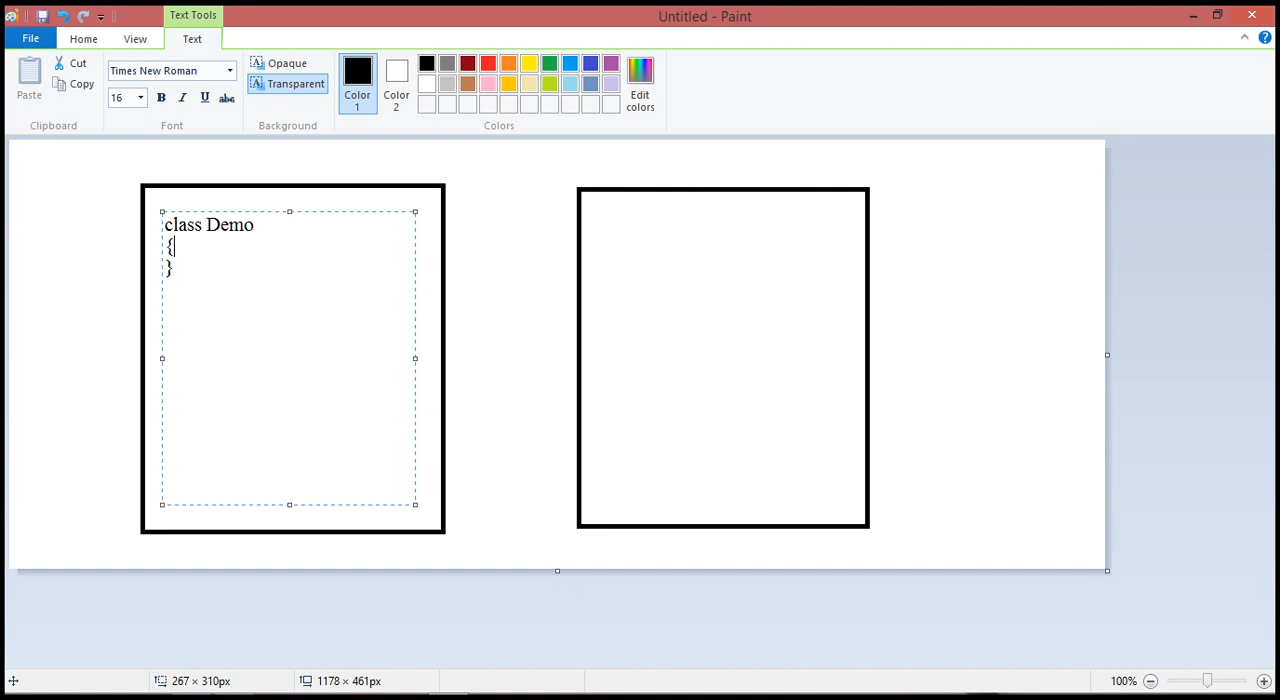 Text Tools
Untitled - Paint
File
Home
View
Text
Paste
Cut
Copy
Clipboard
Times New Roman
16
B I U abc
Font
Opaque
Transparent
Background
Color 1
Color 2
Edit colors
Colors
class Demo
{
}
267 × 310px
1178 × 461px
100%